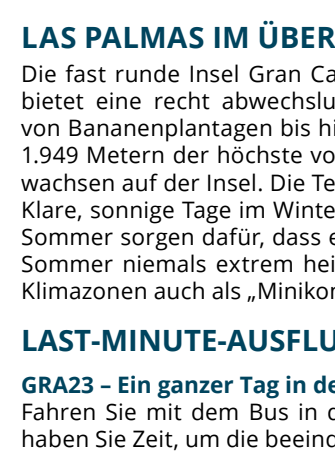 LAS PALMAS IM ÜBER
Die fast runde Insel Gran Ca
bietet eine recht abwechslu
von Bananenplantagen bis hi
1.949 Metern der höchste vo
wachsen auf der Insel. Die Te
Klare, sonnige Tage im Winte
Sommer sorgen dafür, dass e
Sommer niemals extrem hei
Klimazonen auch als „Minikon
LAST-MINUTE-AUSFLU
GRA23 – Ein ganzer Tag in de
Fahren Sie mit dem Bus in d
haben Sie Zeit, um die beeind